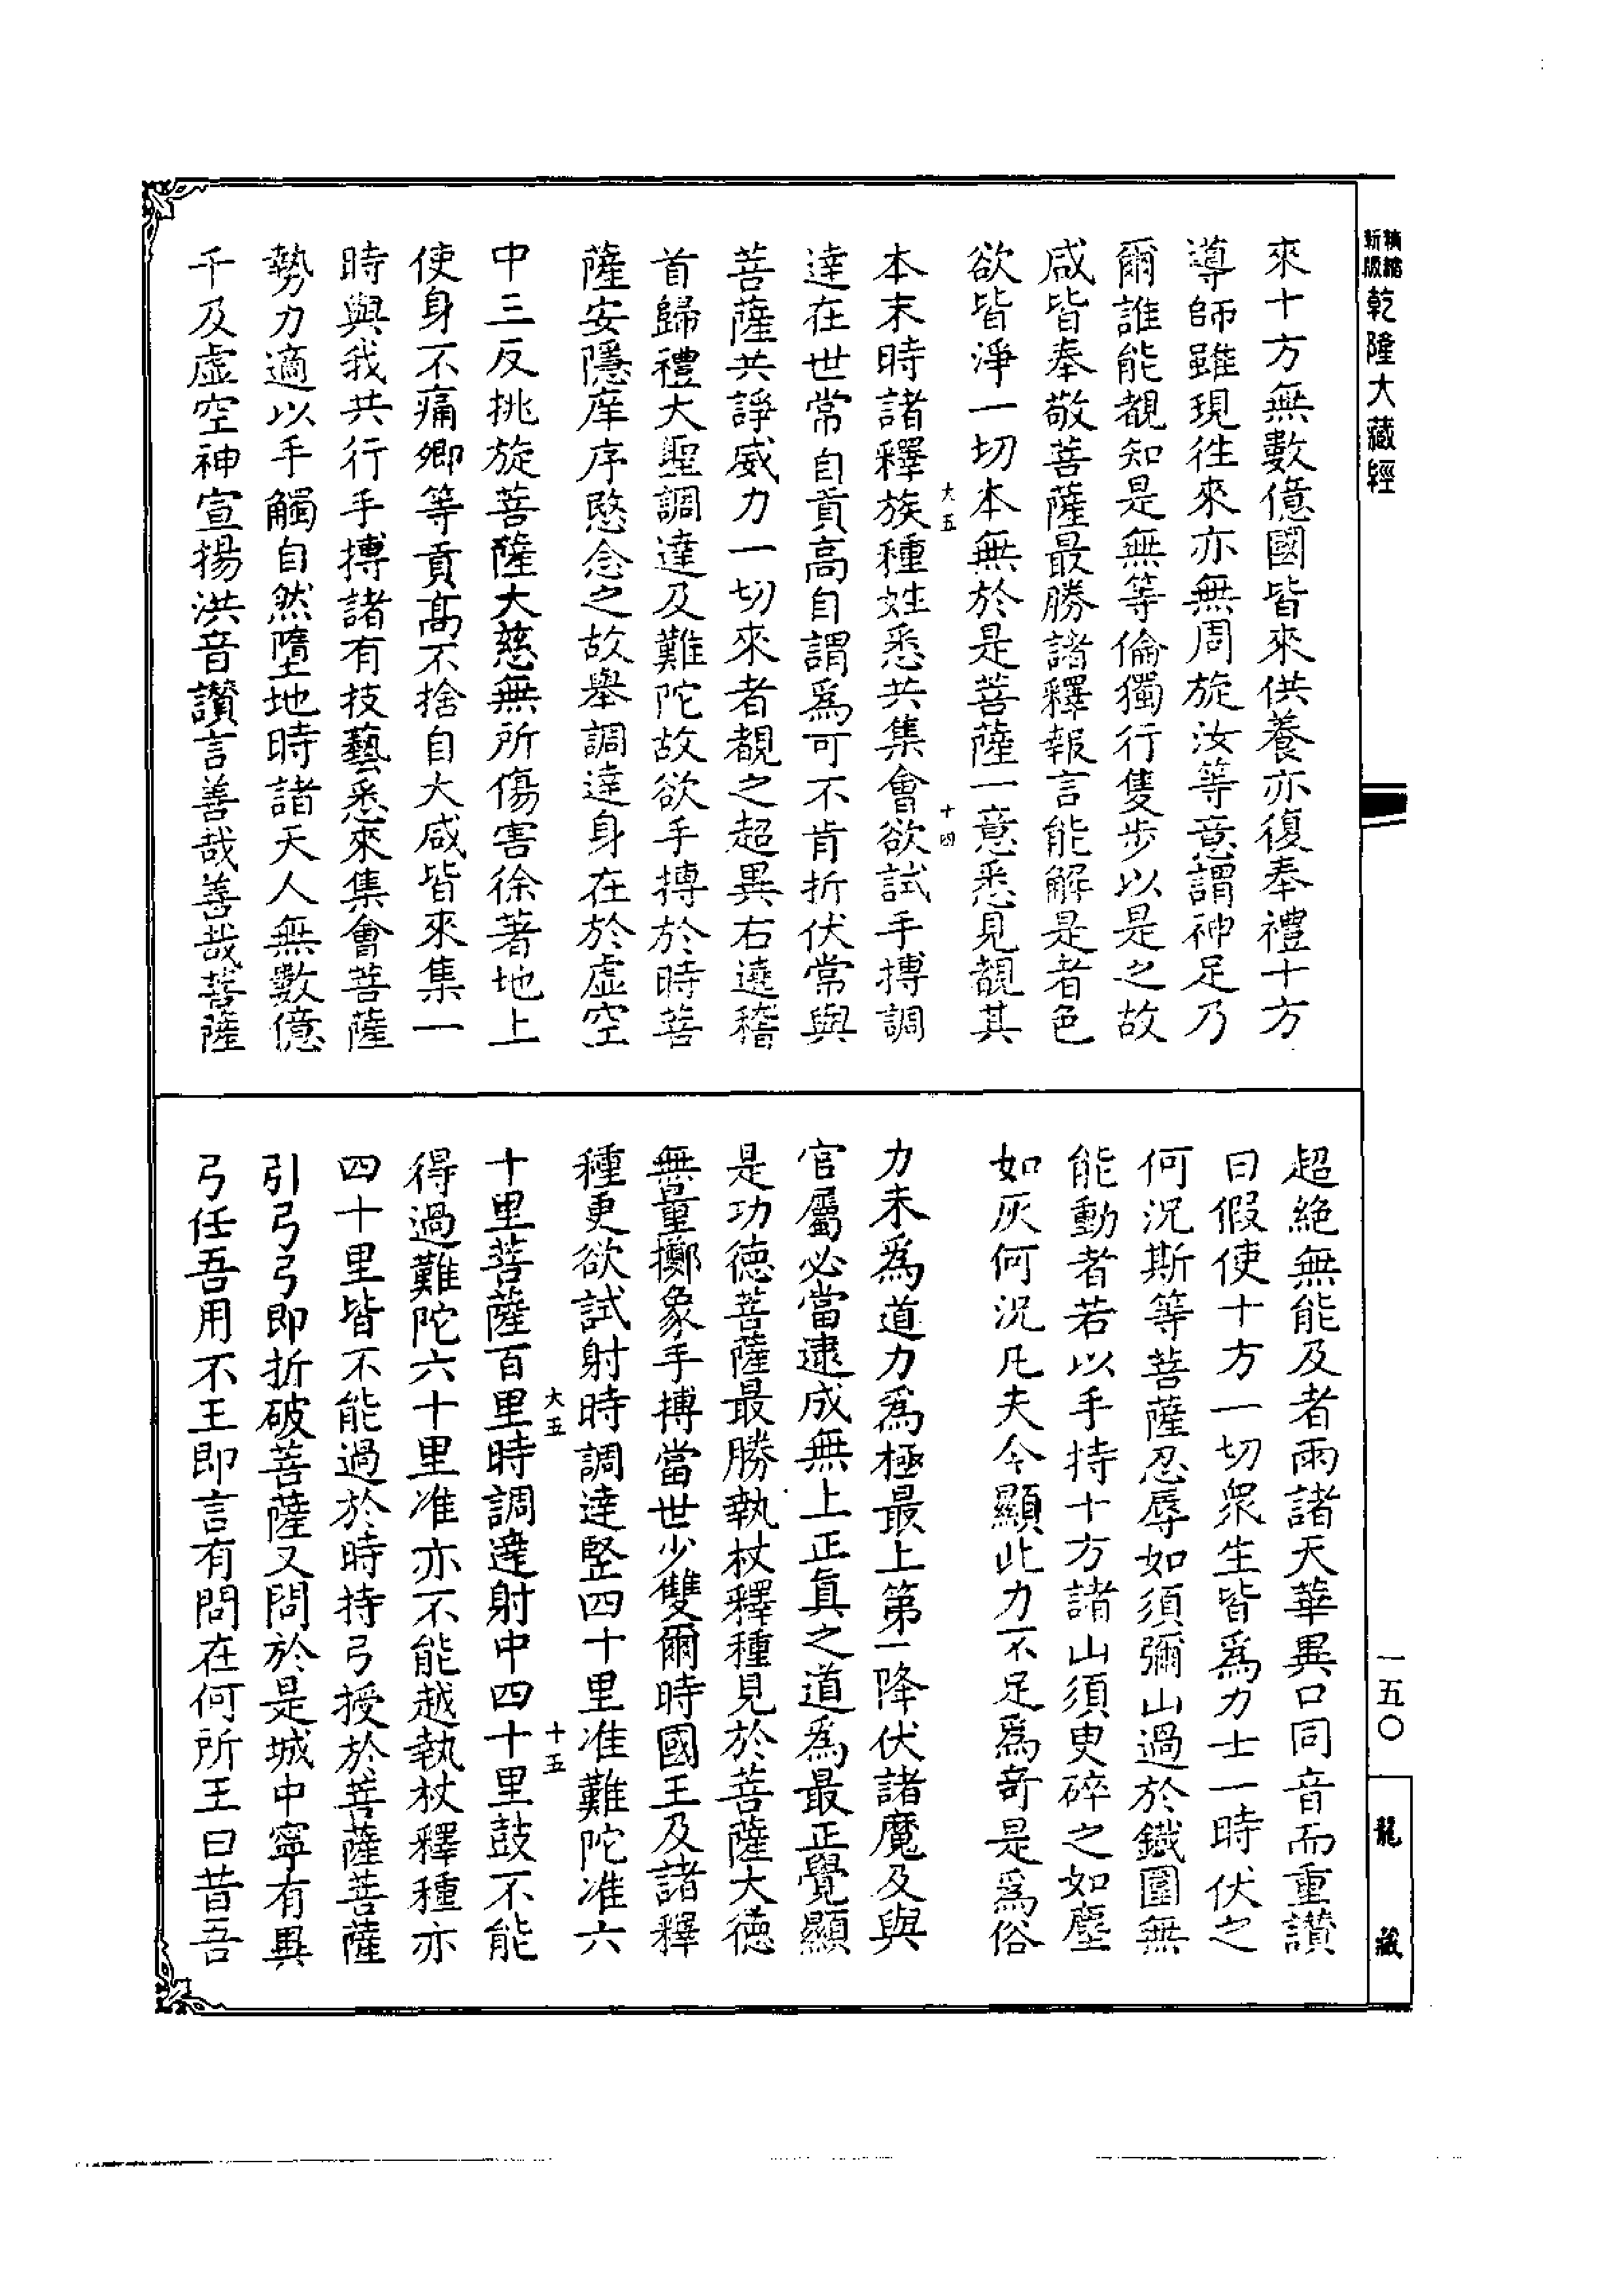 新版
精縮
乾隆大藏經
來十方無數億國皆來供養亦復奉禮十方
導師雖現往來亦無周旋汝等意謂神足乃
爾誰能覩知是無等倫獨行隻步以是之故
咸皆奉敬菩薩最勝諸釋報言能解是者色
欲皆淨一切本無於是菩薩一意悉見覩其
大五
十四
本末時諸釋族種姓悉共集會欲試手搏調
達在世常自貢高自謂爲可不肯折伏常與
菩薩共諍威力一切來者覩之超異右遶稽
首歸禮大聖調達及難陀故欲手搏於時菩
薩安隱庠序愍念之故舉調達身在於虛空
中三反挑旋菩薩大慈無所傷害徐著地上
使身不痛卿等貢高不捨自大咸皆來集一
時與我共行手搏諸有技藝悉來集會菩薩
勢力適以手觸自然墮地時諸天人無數億
千及虛空神宣揚洪音讚言善哉善哉菩薩
超絕無能及者雨諸天華異口同音而重讚
曰假使十方一切眾生皆爲力士一時伏之
何況斯等菩薩忍辱如須彌山過於鐵圍無
能動者若以手持十方諸山須臾碎之如塵
如灰何況凡夫今顯此力不足爲奇是爲俗
力未爲道力爲極最上第一降伏諸魔及與
官屬必當逮成無上正真之道爲最正覺顯
是功德菩薩最勝執杖釋種見於菩薩大德
無量擲象手搏當世少雙爾時國王及諸釋
種更欲試射時調達竪四十里准難陀准六
大五
十五
十里菩薩百里時調達射中四十里鼓不能
得過難陀六十里准亦不能越執杖釋種亦
四十里皆不能過於時持弓授於菩薩菩薩
引弓弓即折破菩薩又問於是城中寧有異
弓任吾用不王即言有問在何所王曰昔吾
一五〇
龍藏